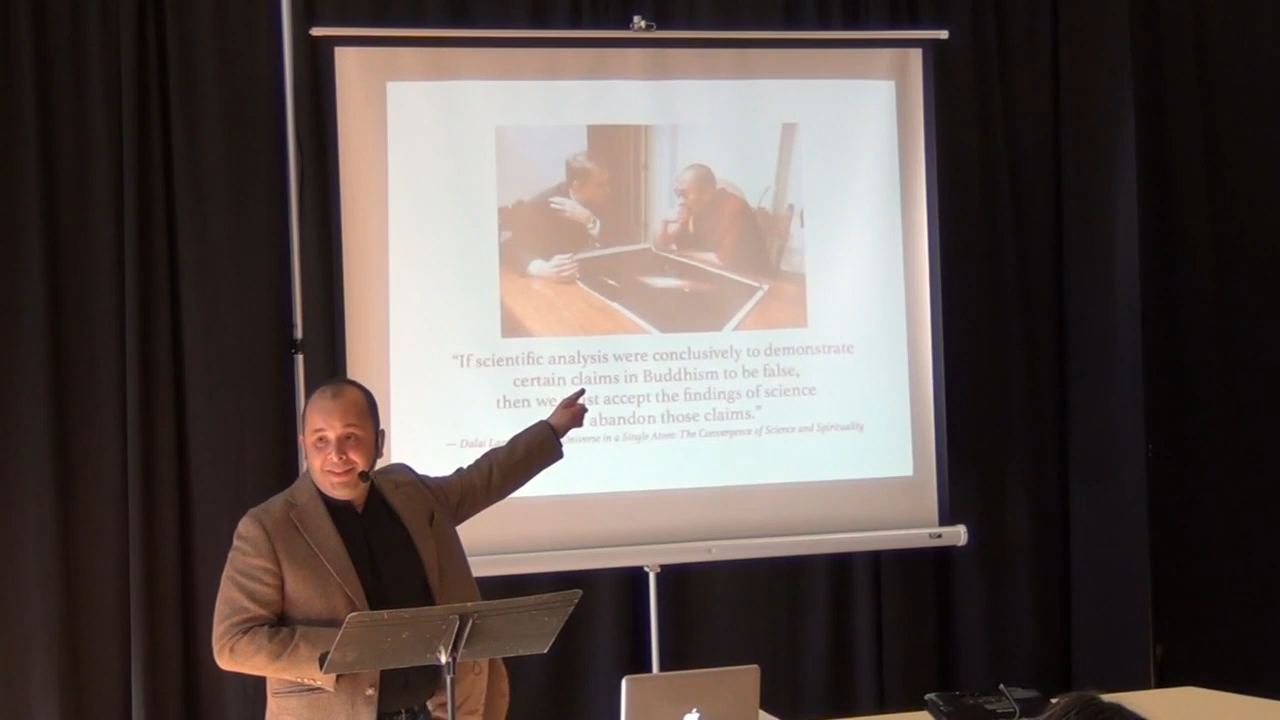 “If scientific analysis were conclusively to demonstrate
certain claims in Buddhism to be false,
then we accept the findings of science
abandon those claims.”
— Dalai Universe in a Single Atom: The Convergence of Science and Spirituality